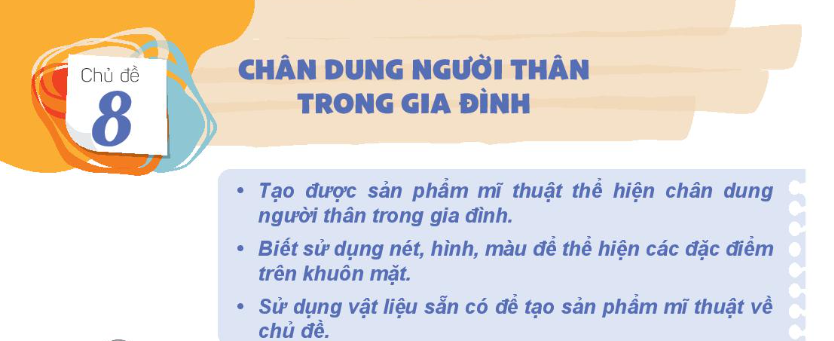 Chủ đề
8
CHÂN DUNG NGƯỜI THÂN
TRONG GIA ĐÌNH
• Tạo được sản phẩm mĩ thuật thể hiện chân dung
người thân trong gia đình.
• Biết sử dụng nét, hình, màu để thể hiện các đặc điểm
trên khuôn mặt.
• Sử dụng vật liệu sẵn có để tạo sản phẩm mĩ thuật về
chủ đề.